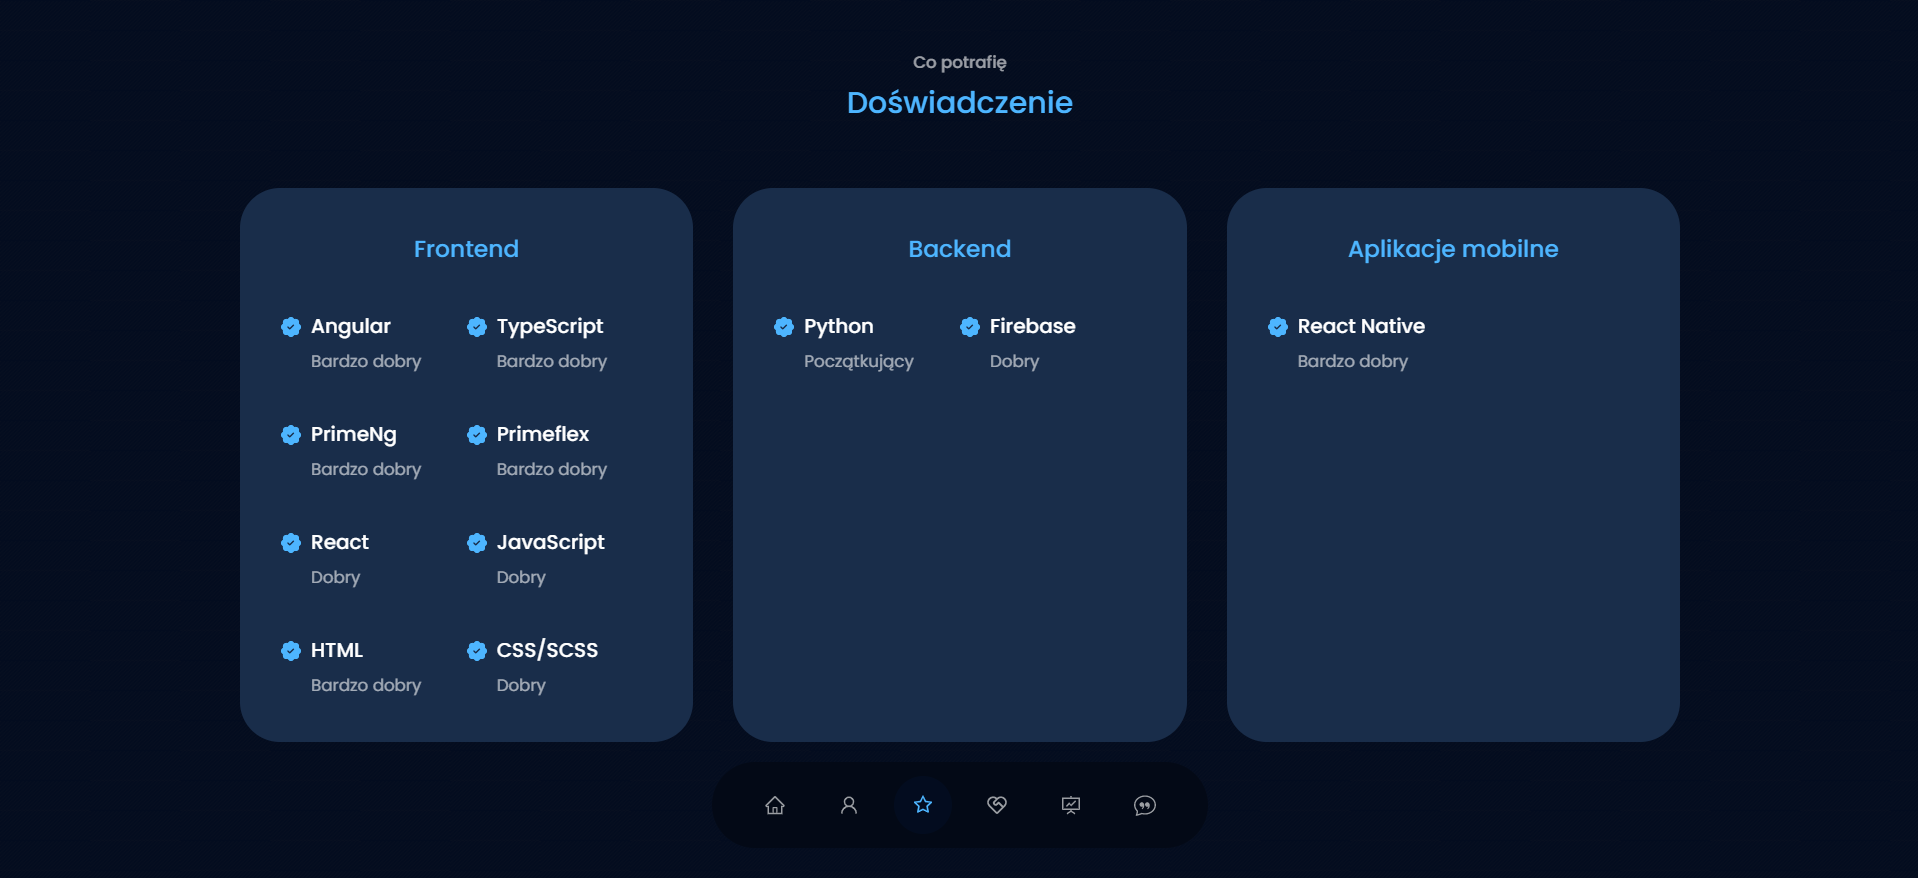 Co potrafię
Doświadczenie
Frontend
Angular
Bardzo dobry
TypeScript
Bardzo dobry
PrimeNg
Bardzo dobry
Primeflex
Bardzo dobry
React
Dobry
JavaScript
Dobry
HTML
Bardzo dobry
CSS/SCSS
Dobry
Backend
Python
Początkujący
Firebase
Dobry
Aplikacje mobilne
React Native
Bardzo dobry